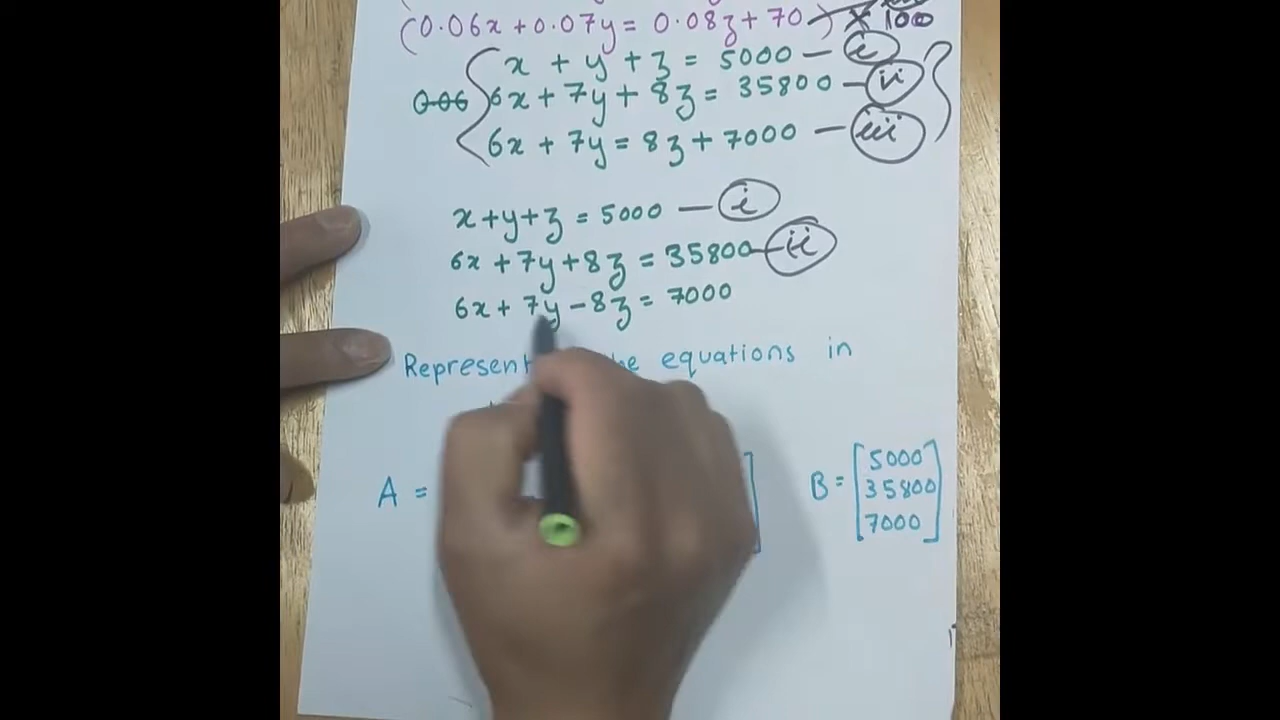 (0.06x + 0.07y = 0.08z + 70) × 100
x + y + z = 5000 — i
0.06 6x + 7y + 8z = 35800 — ii
6x + 7y = 8z + 7000 — iii
x + y + z = 5000 — i
6x + 7y + 8z = 35800 — ii
6x + 7y - 8z = 7000
Represent he equations in
A = [ ] B = [5000
35800
7000]